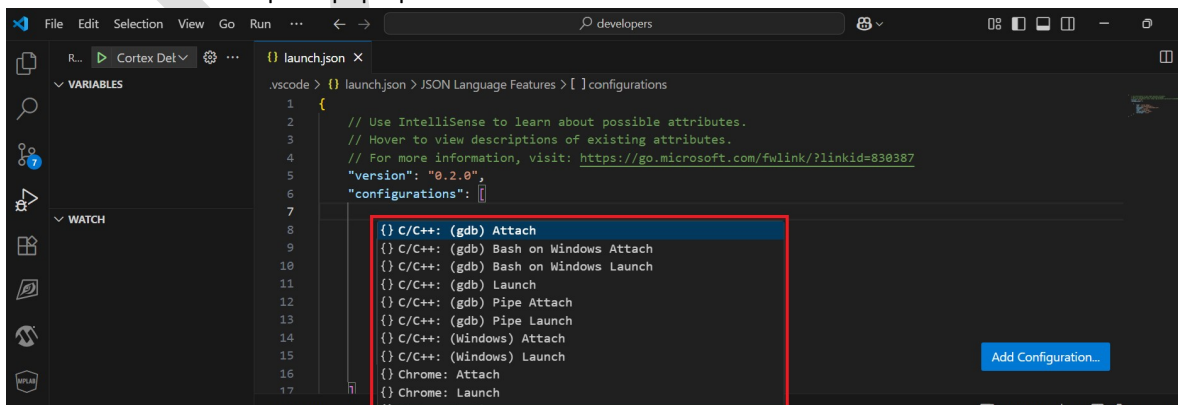 File Edit Selection View Go Run ··· developers
R... Cortex Det
launch.json
VARIABLES
.vscode > {} launch.json > JSON Language Features > [ ] configurations
1 {
2 // Use IntelliSense to learn about possible attributes.
3 // Hover to view descriptions of existing attributes.
4 // For more information, visit: https://go.microsoft.com/fwlink/?linkid=830387
5 "version": "0.2.0",
6 "configurations": [
7
WATCH
8 {} C/C++: (gdb) Attach
9 {} C/C++: (gdb) Bash on Windows Attach
10 {} C/C++: (gdb) Bash on Windows Launch
11 {} C/C++: (gdb) Launch
12 {} C/C++: (gdb) Pipe Attach
13 {} C/C++: (gdb) Pipe Launch
14 {} C/C++: (Windows) Attach
15 {} C/C++: (Windows) Launch
Add Configuration...
16 {} Chrome: Attach
17 ] {} Chrome: Launch
7
MPLAB